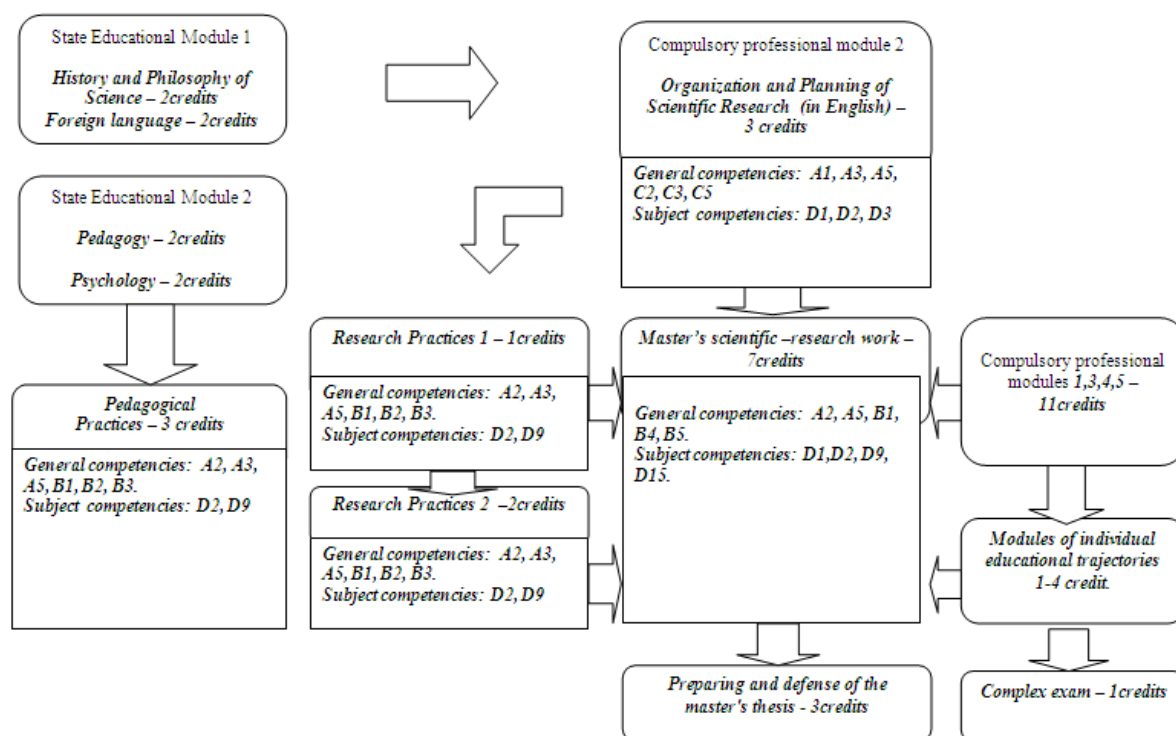 State Educational Module 1
History and Philosophy of
Science – 2credits
Foreign language – 2credits
Compulsory professional module 2
Organization and Planning of
Scientific Research (in English) –
3 credits
General competencies: A1, A3, A5,
C2, C3, C5
Subject competencies: D1, D2, D3
State Educational Module 2
Pedagogy – 2credits
Psychology – 2credits
Pedagogical
Practices – 3 credits
General competencies: A2, A3,
A5, B1, B2, B3.
Subject competencies: D2, D9
Research Practices 1 – 1credits
General competencies: A2, A3,
A5, B1, B2, B3.
Subject competencies: D2, D9
Research Practices 2 –2credits
General competencies: A2, A3,
A5, B1, B2, B3.
Subject competencies: D2, D9
Master's scientific –research work –
7credits
General competencies: A2, A5, B1,
B4, B5.
Subject competencies: D1,D2, D9,
D15.
Compulsory professional
modules 1,3,4,5 –
11credits
Modules of individual
educational trajectories
1-4 credit.
Preparing and defense of the
master's thesis - 3credits
Complex exam – 1credits